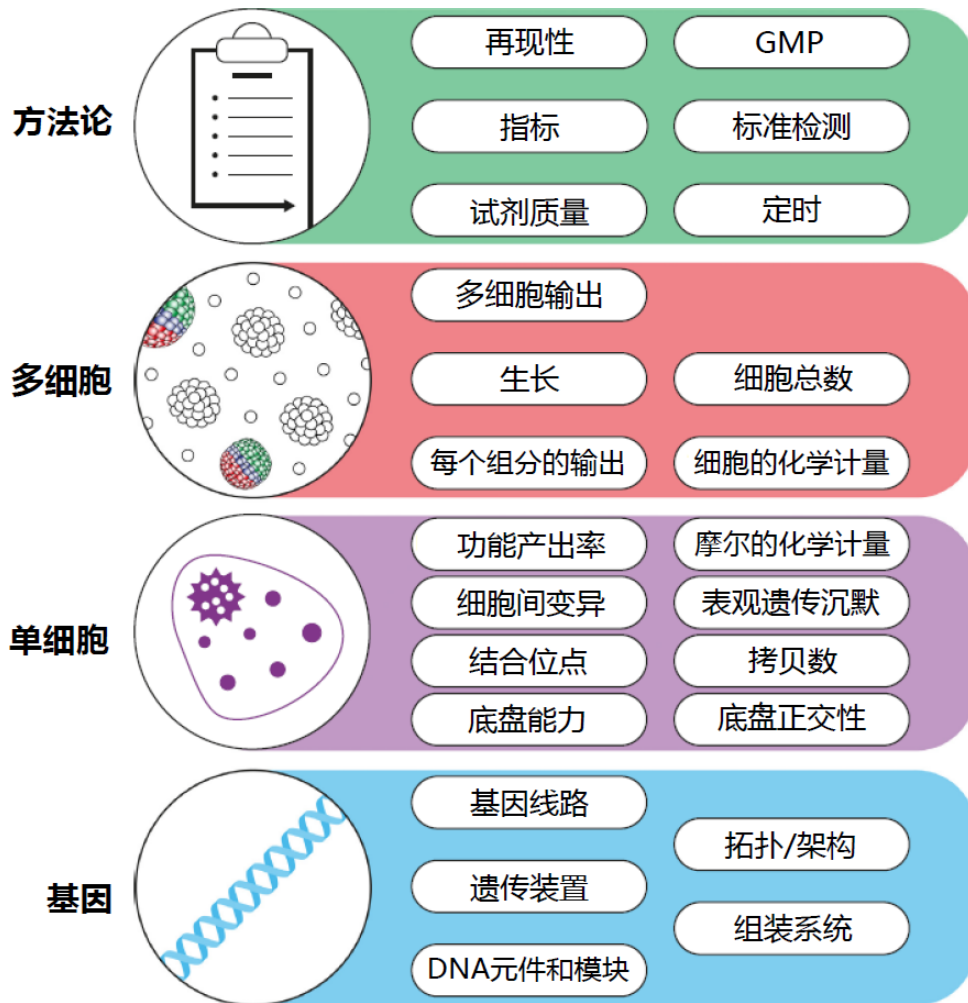 方法论
再现性
GMP
指标
标准检测
试剂质量
定时
多细胞
多细胞输出
生长
细胞总数
每个组分的输出
细胞的化学计量
单细胞
功能产出率
摩尔的化学计量
细胞间变异
表观遗传沉默
结合位点
拷贝数
底盘能力
底盘正交性
基因
基因线路
拓扑/架构
遗传装置
组装系统
DNA元件和模块